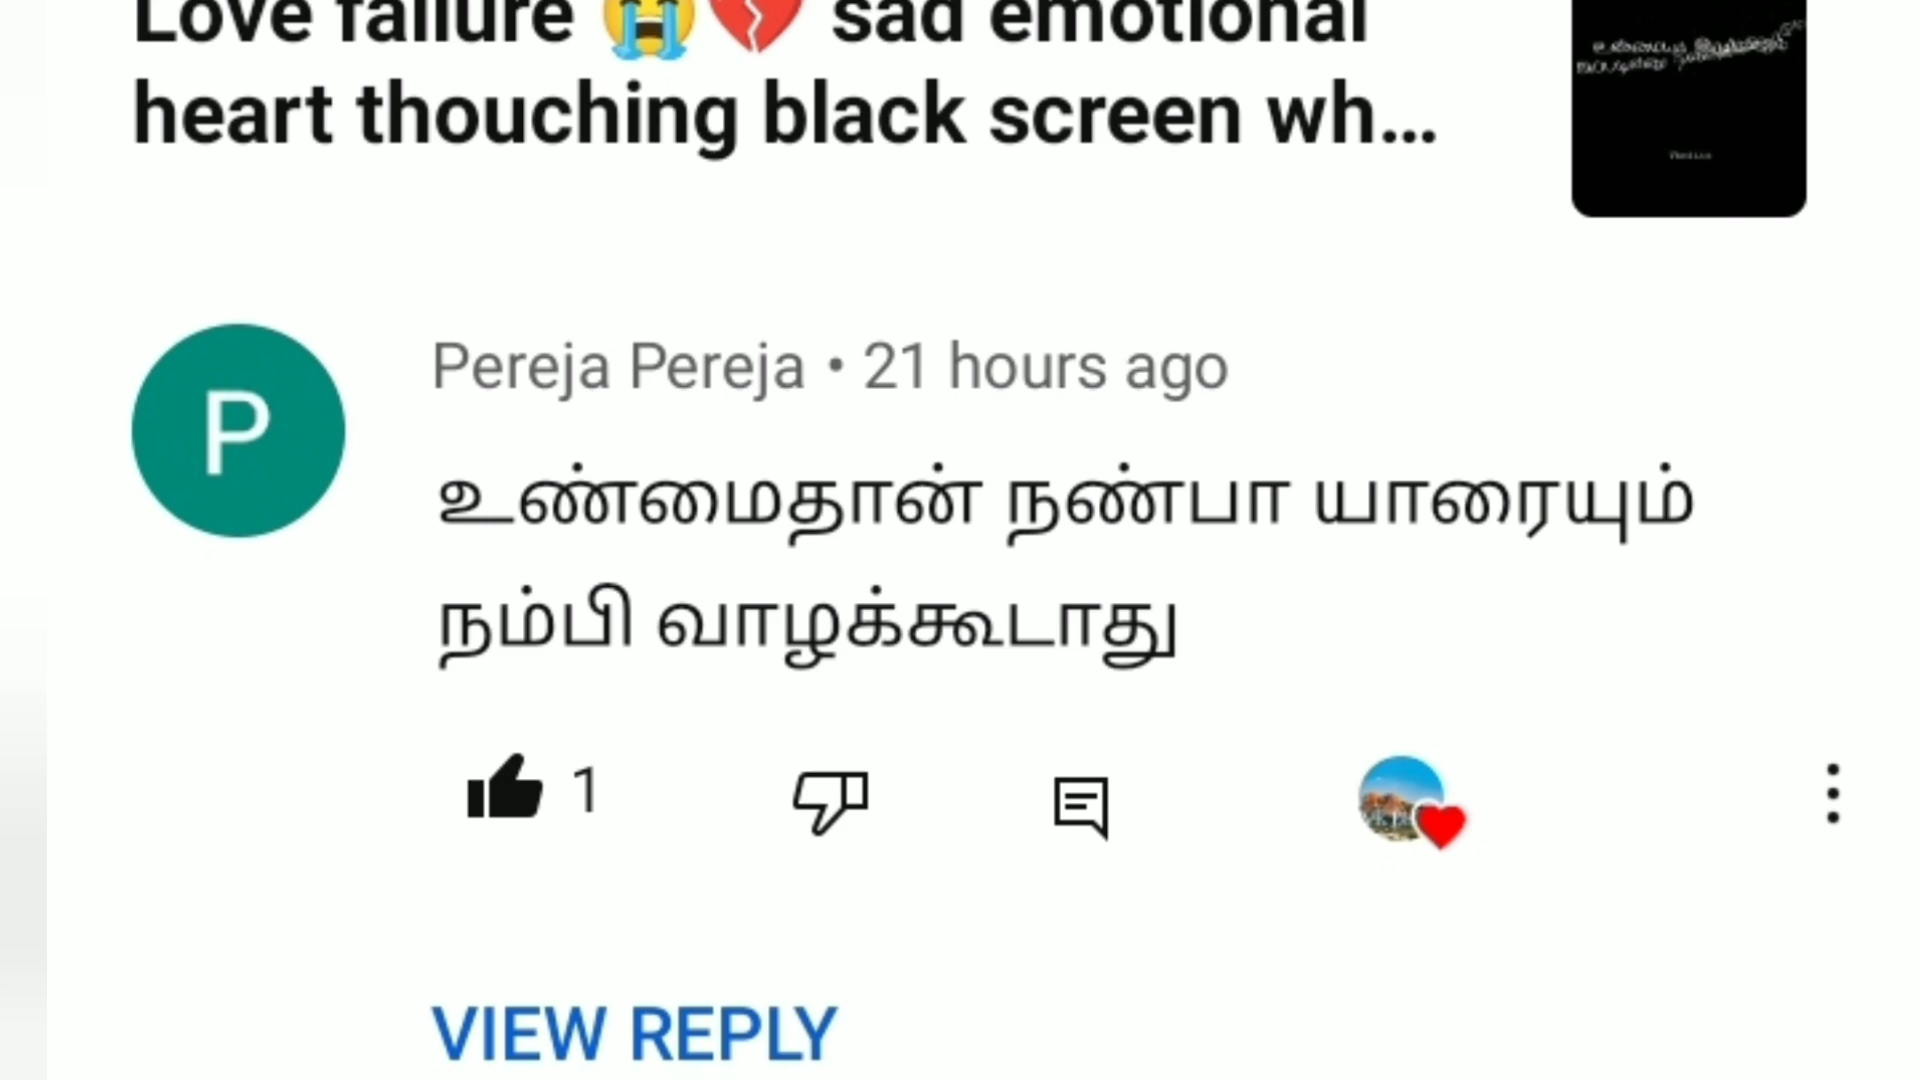 Love failure 😭💔 sad emotional
heart thouching black screen wh...
P
Pereja Pereja • 21 hours ago
உண்மைதான் நண்பா யாரையும்
நம்பி வாழக்கூடாது
1
VIEW REPLY